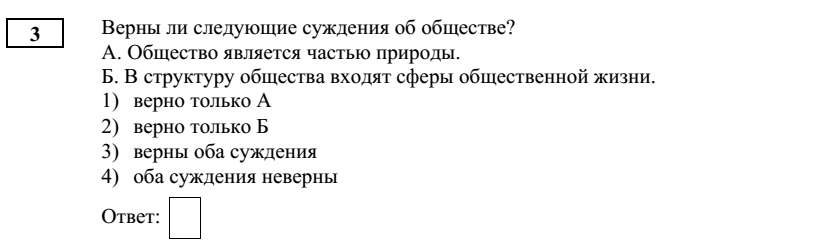 3
Верны ли следующие суждения об обществе?
А. Общество является частью природы.
Б. В структуру общества входят сферы общественной жизни.
1) верно только А
2) верно только Б
3) верны оба суждения
4) оба суждения неверны
Ответ: